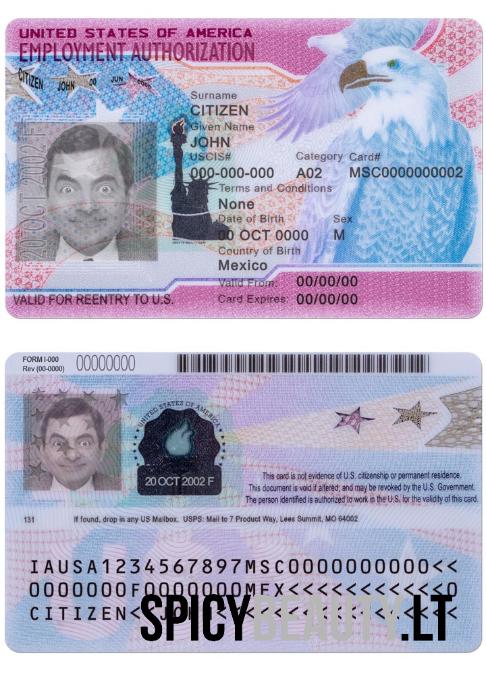 UNITED STATES OF AMERICA
EMPLOYMENT AUTHORIZATION
CITIZEN JOHN 00 JUN
Surname
CITIZEN
Given Name
JOHN
USCIS# Category Card#
000-000-000 A02 MSC0000000002
Terms and Conditions
None
Date of Birth Sex
00 OCT 0000 M
Country of Birth
Mexico
Valid From: 00/00/00
Card Expires: 00/00/00
20 OCT 2002 F
VALID FOR REENTRY TO U.S.
FORM I-000 00000000
Rev (00-0000)
UNITED STATES OF AMERICA
20 OCT 2002 F
This card is not evidence of U.S. citizenship or permanent residence.
This document is void if altered; and may be revoked by the U.S. Government.
The person identified is authorized to work in the U.S. for the validity of this card.
131 If found, drop in any US Mailbox. USPS: Mail to 7 Product Way, Lees Summit, MO 64002
IAUSA1234567897MSC0000000000<<
0000000F0000000MEX<<<<<<<<<<<0
CITIZEN<
SPICYBEAUTY.LT